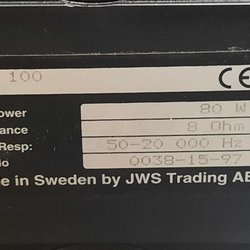 100 CE
ower 80 W
ance 8 Ohm
Resp: 50-20 000 Hz
No 0038-15-97
e in Sweden by JWS Trading AB